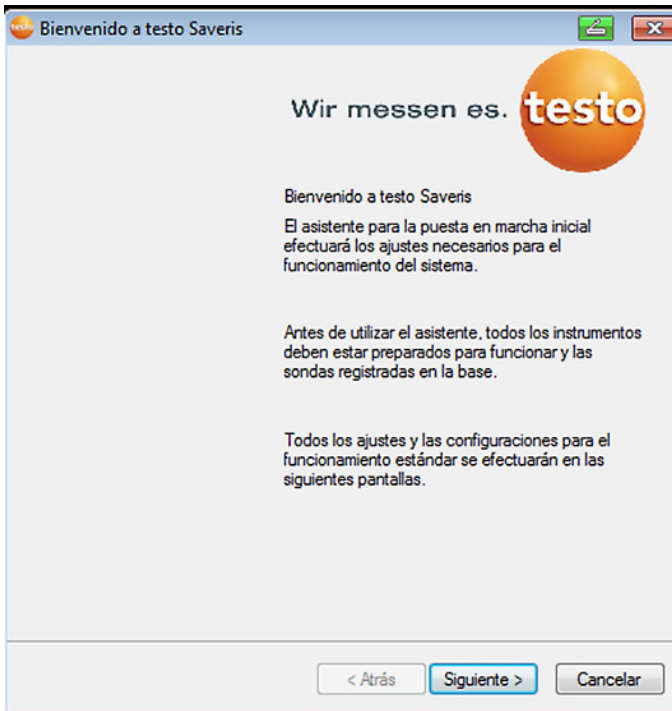 Bienvenido a testo Saveris
Wir messen es. testo
Bienvenido a testo Saveris
El asistente para la puesta en marcha inicial
efectuará los ajustes necesarios para el
funcionamiento del sistema.
Antes de utilizar el asistente, todos los instrumentos
deben estar preparados para funcionar y las
sondas registradas en la base.
Todos los ajustes y las configuraciones para el
funcionamiento estándar se efectuarán en las
siguientes pantallas.
< Atrás Siguiente > Cancelar